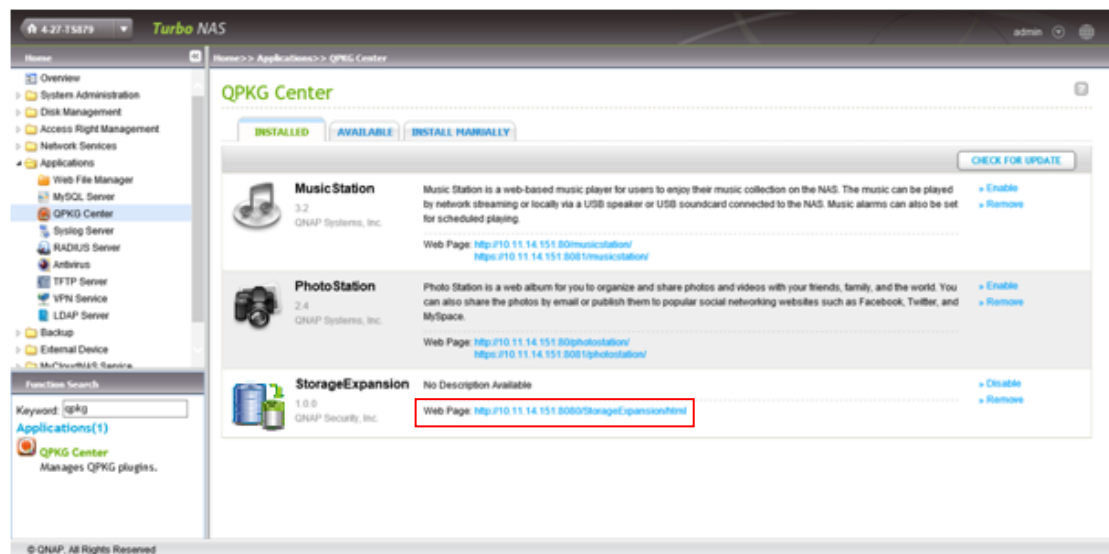 4-27-TS879
Turbo NAS
admin
Home
Home>> Applications>> QPKG Center
Overview
System Administration
Disk Management
Access Right Management
Network Services
Applications
Web File Manager
MySQL Server
QPKG Center
Syslog Server
RADIUS Server
Antivirus
TFTP Server
VPN Service
LDAP Server
Backup
External Device
MyCloudNAS Service
Function Search
Keyword: qpkg
Applications(1)
QPKG Center
Manages QPKG plugins.
QPKG Center
INSTALLED AVAILABLE INSTALL MANUALLY
CHECK FOR UPDATE
MusicStation
3.2
QNAP Systems, Inc.
Music Station is a web-based music player for users to enjoy their music collection on the NAS. The music can be played
by network streaming or locally via a USB speaker or USB soundcard connected to the NAS. Music alarms can also be set
for scheduled playing.
Web Page: http://10.11.14.151:80/musicstation/
https://10.11.14.151:8081/musicstation/
» Enable
» Remove
PhotoStation
2.4
QNAP Systems, Inc.
Photo Station is a web album for you to organize and share photos and videos with your friends, family, and the world. You
can also share the photos by email or publish them to popular social networking websites such as Facebook, Twitter, and
MySpace.
Web Page: http://10.11.14.151:80/photostation/
https://10.11.14.151:8081/photostation/
» Enable
» Remove
StorageExpansion
1.0.0
QNAP Security, Inc.
No Description Available
Web Page: http://10.11.14.151:8080/StorageExpansion/html
» Disable
» Remove
© QNAP, All Rights Reserved